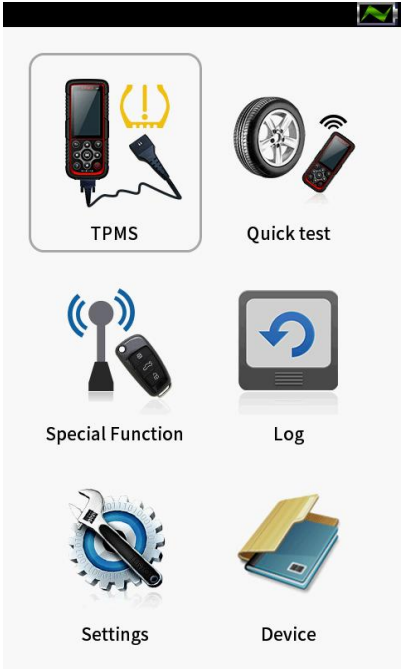 TPMS
Quick test
Special Function
Log
Settings
Device